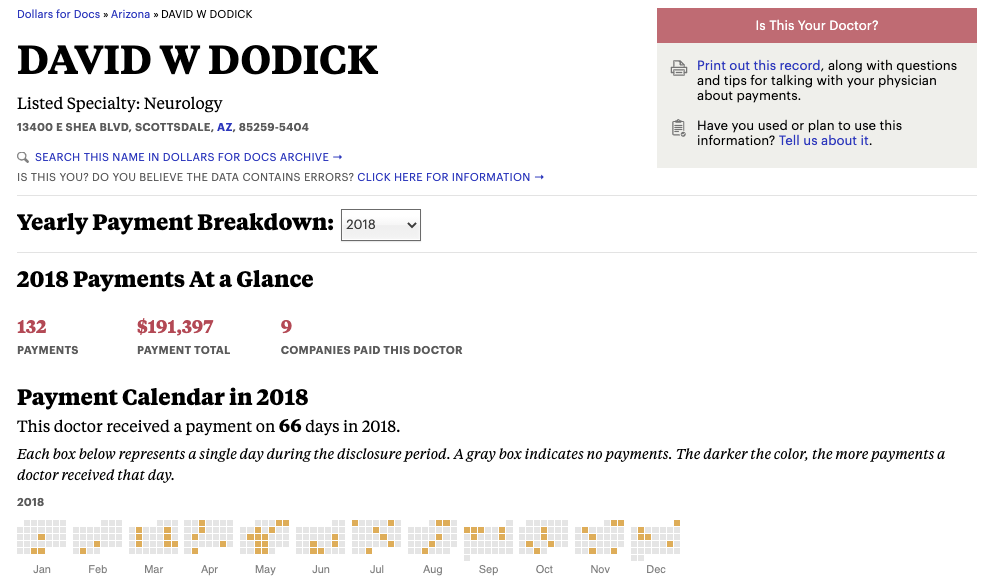 Dollars for Docs » Arizona » DAVID W DODICK
DAVID W DODICK
Listed Specialty: Neurology
13400 E SHEA BLVD, SCOTTSDALE, AZ, 85259-5404
SEARCH THIS NAME IN DOLLARS FOR DOCS ARCHIVE →
IS THIS YOU? DO YOU BELIEVE THE DATA CONTAINS ERRORS? CLICK HERE FOR INFORMATION →
Is This Your Doctor?
Print out this record, along with questions
and tips for talking with your physician
about payments.
Have you used or plan to use this
information? Tell us about it.
Yearly Payment Breakdown: 2018
2018 Payments At a Glance
132 $191,397 9
PAYMENTS PAYMENT TOTAL COMPANIES PAID THIS DOCTOR
Payment Calendar in 2018
This doctor received a payment on 66 days in 2018.
Each box below represents a single day during the disclosure period. A gray box indicates no payments. The darker the color, the more payments a
doctor received that day.
2018
Jan Feb Mar Apr May Jun Jul Aug Sep Oct Nov Dec